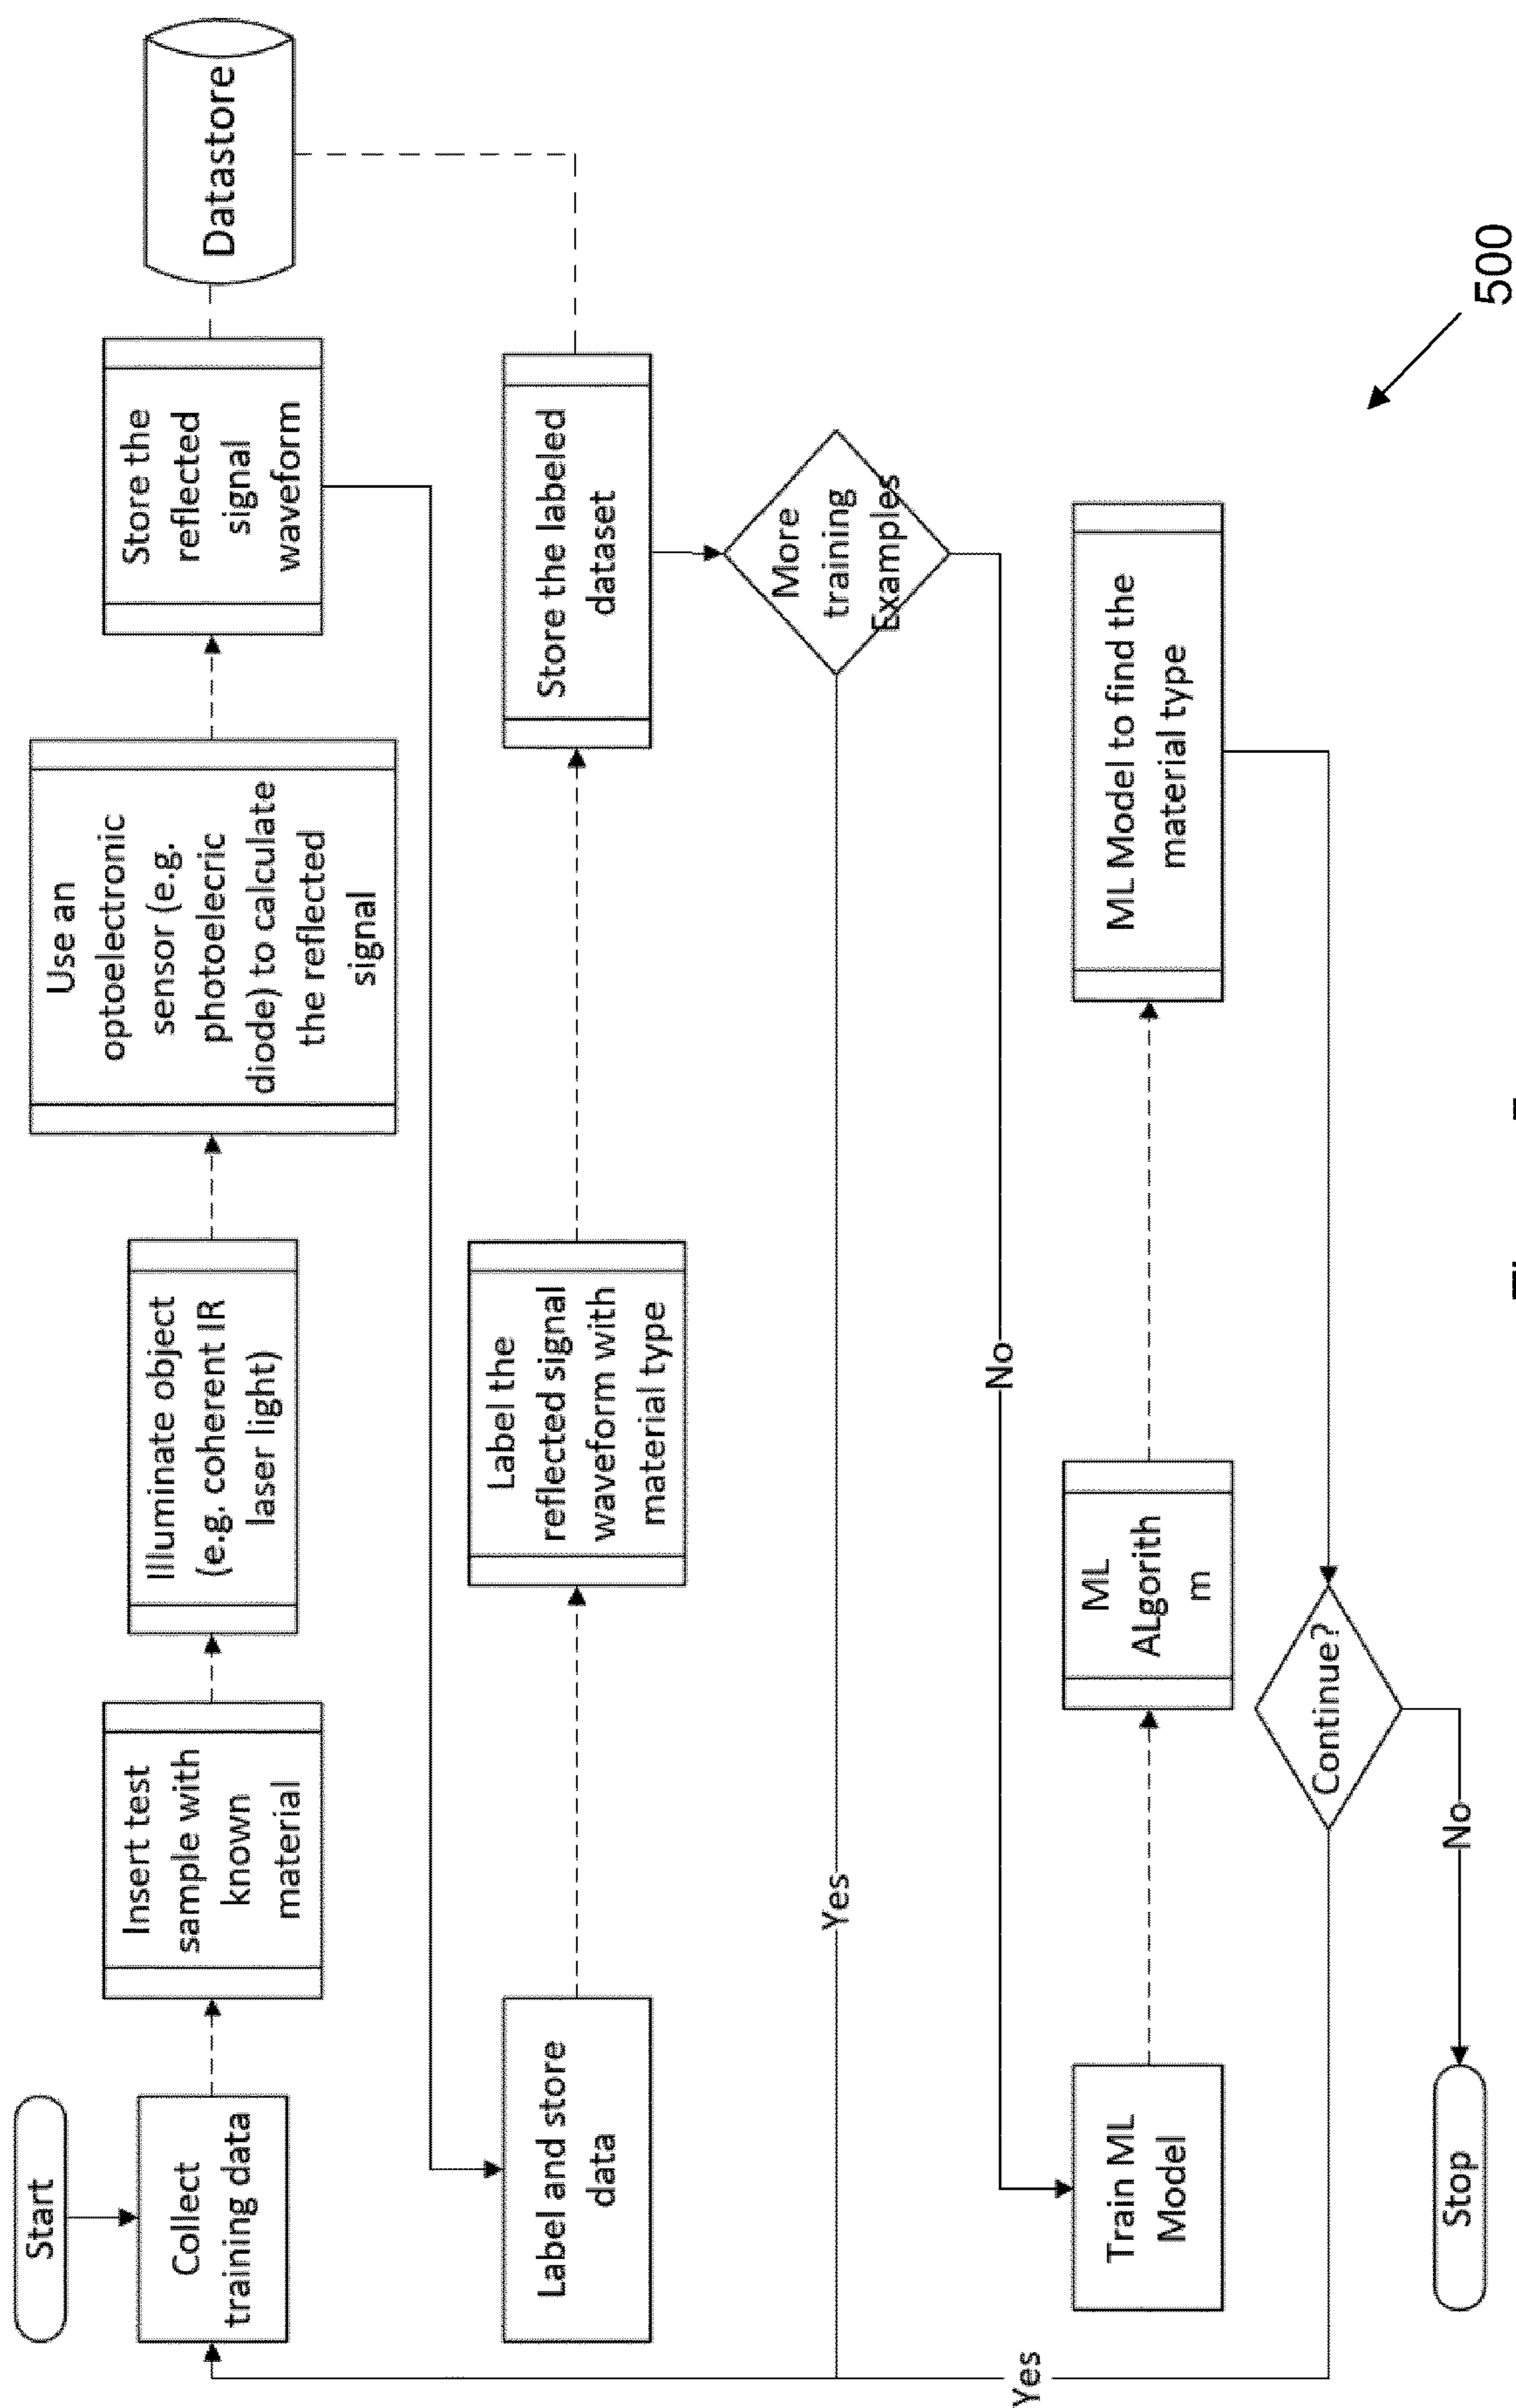 Start
Collect
training data
Insert test
sample with
known
material
Illuminate object
(e.g. coherent IR
laser light)
Use an
optoelectronic
sensor (e.g.
photoelecric
diode) to calculate
the reflected
signal
Store the
reflected
signal
waveform
Datastore
Label and store
data
Label the
reflected signal
waveform with
material type
Store the labeled
dataset
More
training
Examples
Yes
No
Train ML
Model
ML
ALgorith
m
ML Model to find the
material type
Continue?
Yes
No
Stop
500